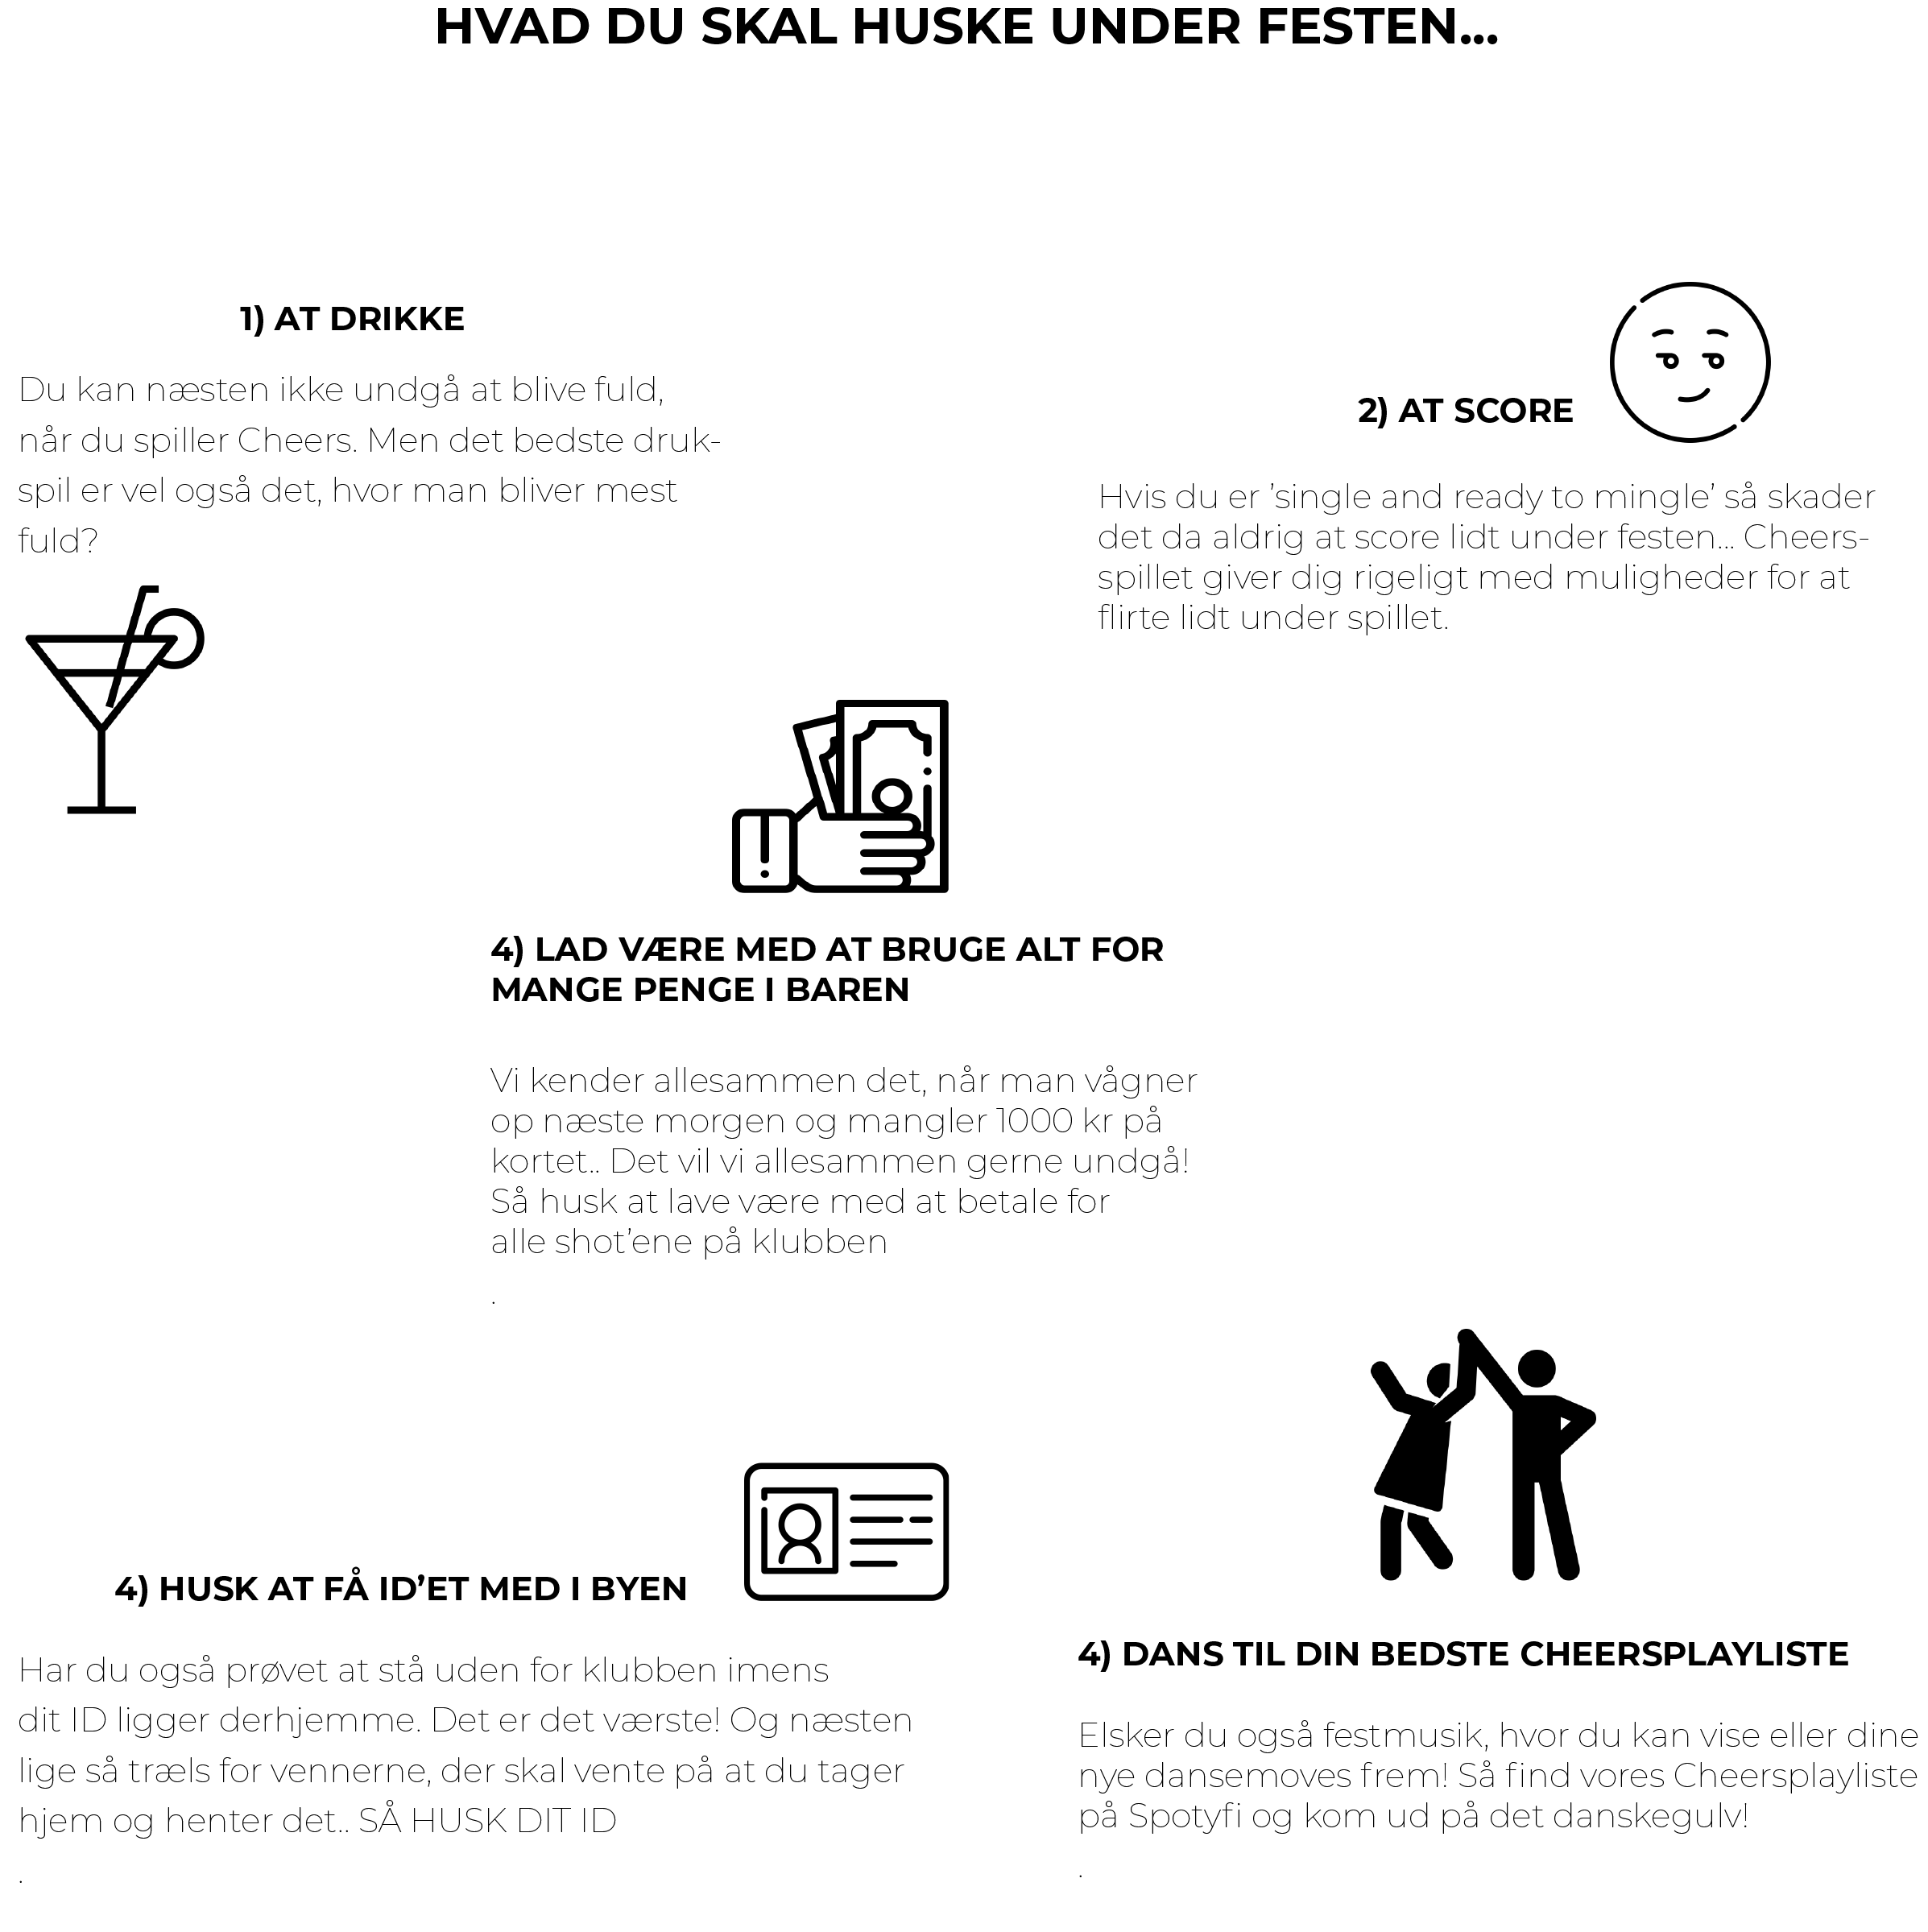 HVAD DU SKAL HUSKE UNDER FESTEN...
1) AT DRIKKE
Du kan næsten ikke undgå at blive fuld,
når du spiller Cheers. Men det bedste druk-
spil er vel også det, hvor man bliver mest
fuld?
2) AT SCORE
Hvis du er ’single and ready to mingle’ så skader
det da aldrig at score lidt under festen... Cheers-
spillet giver dig rigeligt med muligheder for at
flirte lidt under spillet.
4) LAD VÆRE MED AT BRUGE ALT FOR
MANGE PENGE I BAREN
Vi kender allesammen det, når man vågner
op næste morgen og mangler 1000 kr på
kortet.. Det vil vi allesammen gerne undgå!
Så husk at lave være med at betale for
alle shot’ene på klubben
.
4) HUSK AT FÅ ID’ET MED I BYEN
Har du også prøvet at stå uden for klubben imens
dit ID ligger derhjemme. Det er det værste! Og næsten
lige så træls for vennerne, der skal vente på at du tager
hjem og henter det.. SÅ HUSK DIT ID
.
4) DANS TIL DIN BEDSTE CHEERSPLAYLISTE
Elsker du også festmusik, hvor du kan vise eller dine
nye dansemoves frem! Så find vores Cheersplayliste
på Spotyfi og kom ud på det danskegulv!
.